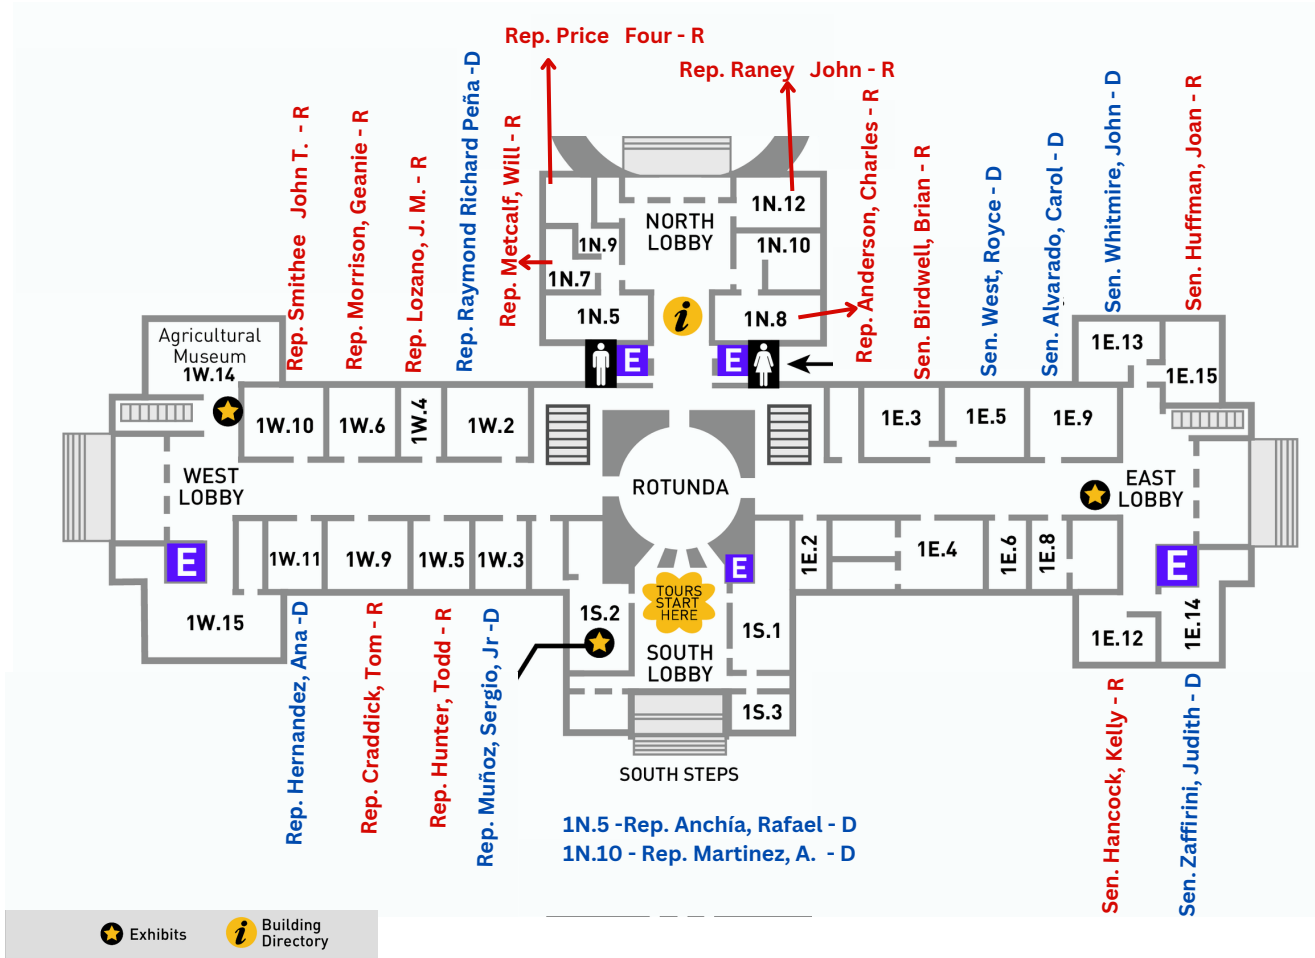 Rep. Price Four - R
Rep. Raney John - R
Rep. Smithee John T. - R
Rep. Morrison, Geanie - R
Rep. Lozano, J. M. - R
Rep. Raymond Richard Peña -D
Rep. Metcalf, Will - R
Rep. Anderson, Charles - R
Sen. Birdwell, Brian - R
Sen. West, Royce - D
Sen. Alvarado, Carol - D
Sen. Whitmire, John - D
Sen. Huffman, Joan - R
1N.12
NORTH
LOBBY
1N.9
1N.10
1N.7
1N.5
i
1N.8
E
E
Agricultural
Museum
1W.14
1E.13
1E.15
1W.10
1W.6
1W.4
1W.2
1E.3
1E.5
1E.9
WEST
LOBBY
ROTUNDA
EAST
LOBBY
E
1W.11
1W.9
1W.5
1W.3
E
1E.2
1E.4
1E.6
1E.8
E
1W.15
1S.2
TOURS
START
HERE
1S.1
1E.12
1E.14
SOUTH
LOBBY
1S.3
SOUTH STEPS
Rep. Hernandez, Ana -D
Rep. Craddick, Tom - R
Rep. Hunter, Todd - R
Rep. Muñoz, Sergio, Jr -D
Sen. Hancock, Kelly - R
Sen. Zaffirini, Judith - D
1N.5 -Rep. Anchía, Rafael - D
1N.10 - Rep. Martinez, A. - D
Exhibits
i
Building
Directory